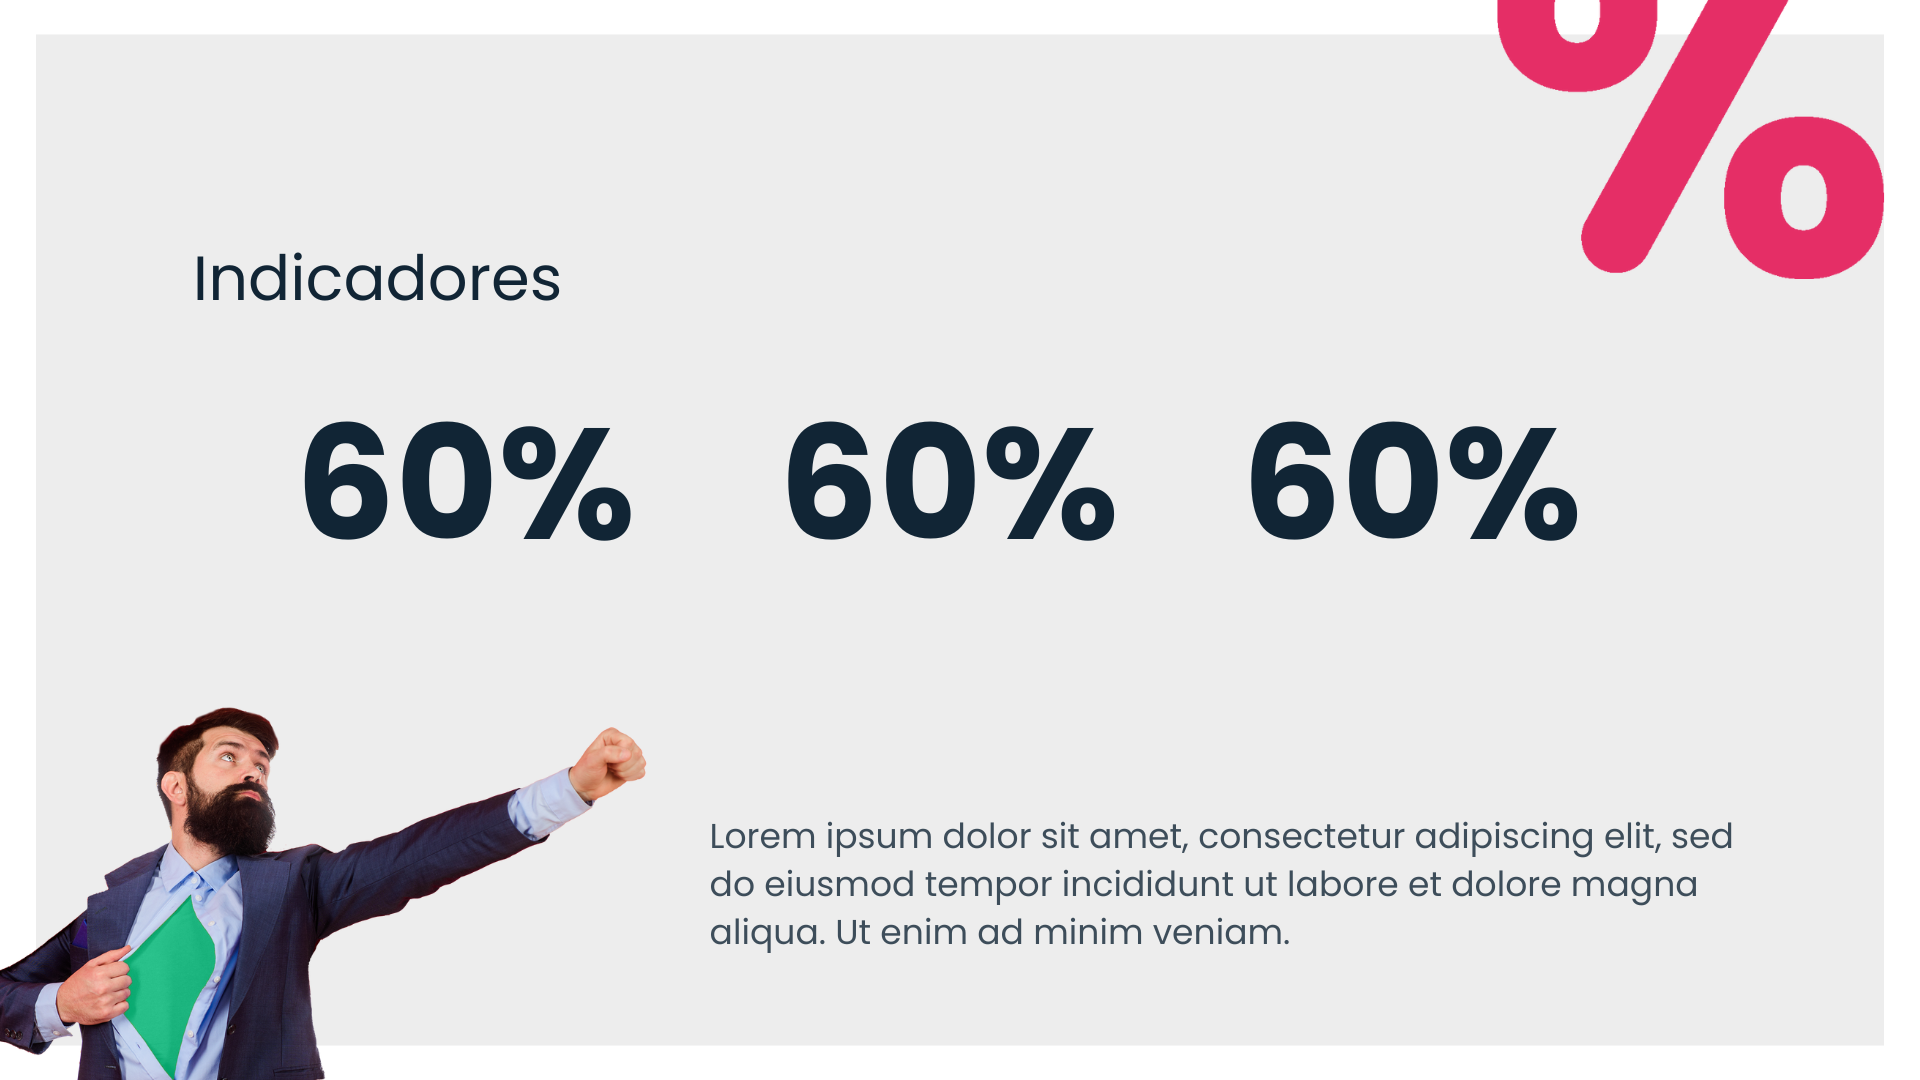 %
Indicadores
60% 60% 60%
Lorem ipsum dolor sit amet, consectetur adipiscing elit, sed
do eiusmod tempor incididunt ut labore et dolore magna
aliqua. Ut enim ad minim veniam.